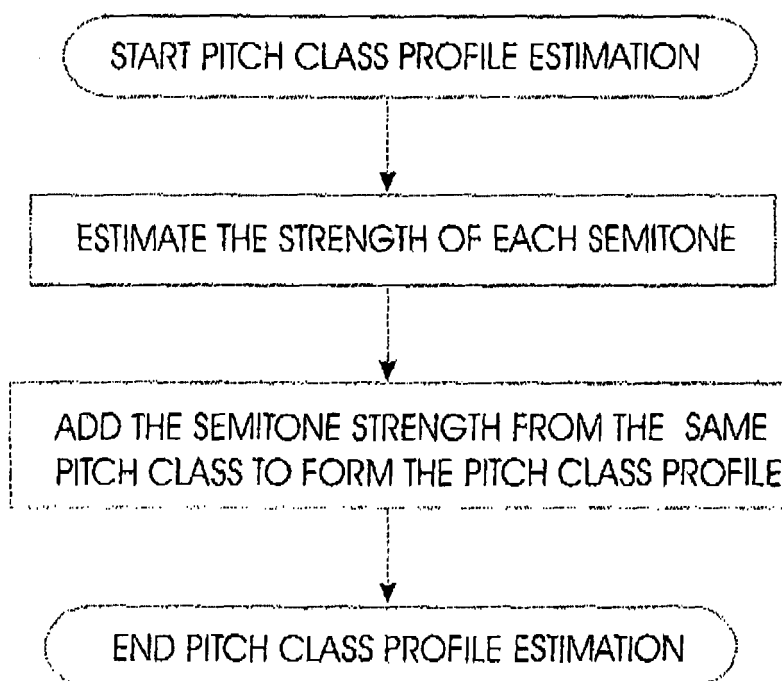 START PITCH CLASS PROFILE ESTIMATION
ESTIMATE THE STRENGTH OF EACH SEMITONE
ADD THE SEMITONE STRENGTH FROM THE SAME
PITCH CLASS TO FORM THE PITCH CLASS PROFILE
END PITCH CLASS PROFILE ESTIMATION